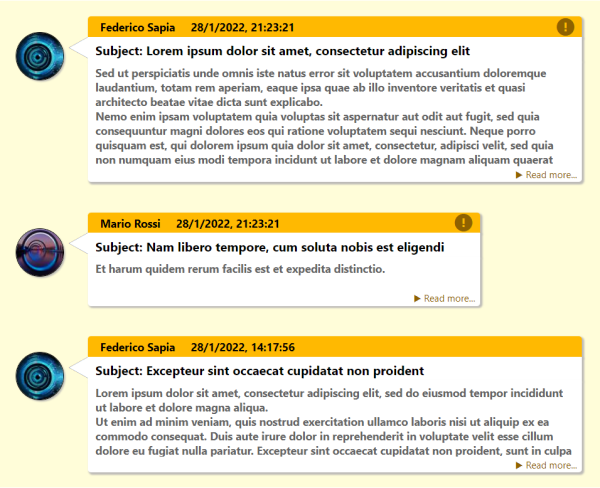 Federico Sapia 28/1/2022, 21:23:21
Subject: Lorem ipsum dolor sit amet, consectetur adipiscing elit
Sed ut perspiciatis unde omnis iste natus error sit voluptatem accusantium doloremque
laudantium, totam rem aperiam, eaque ipsa quae ab illo inventore veritatis et quasi
architecto beatae vitae dicta sunt explicabo.
Nemo enim ipsam voluptatem quia voluptas sit aspernatur aut odit aut fugit, sed quia
consequuntur magni dolores eos qui ratione voluptatem sequi nesciunt. Neque porro
quisquam est, qui dolorem ipsum quia dolor sit amet, consectetur, adipisci velit, sed quia
non numquam eius modi tempora incidunt ut labore et dolore magnam aliquam quaerat
▶ Read more...
Mario Rossi 28/1/2022, 21:23:21
Subject: Nam libero tempore, cum soluta nobis est eligendi
Et harum quidem rerum facilis est et expedita distinctio.
▶ Read more...
Federico Sapia 28/1/2022, 14:17:56
Subject: Excepteur sint occaecat cupidatat non proident
Lorem ipsum dolor sit amet, consectetur adipiscing elit, sed do eiusmod tempor incididunt
ut labore et dolore magna aliqua.
Ut enim ad minim veniam, quis nostrud exercitation ullamco laboris nisi ut aliquip ex ea
commodo consequat. Duis aute irure dolor in reprehenderit in voluptate velit esse cillum
dolore eu fugiat nulla pariatur. Excepteur sint occaecat cupidatat non proident, sunt in culpa
▶ Read more...